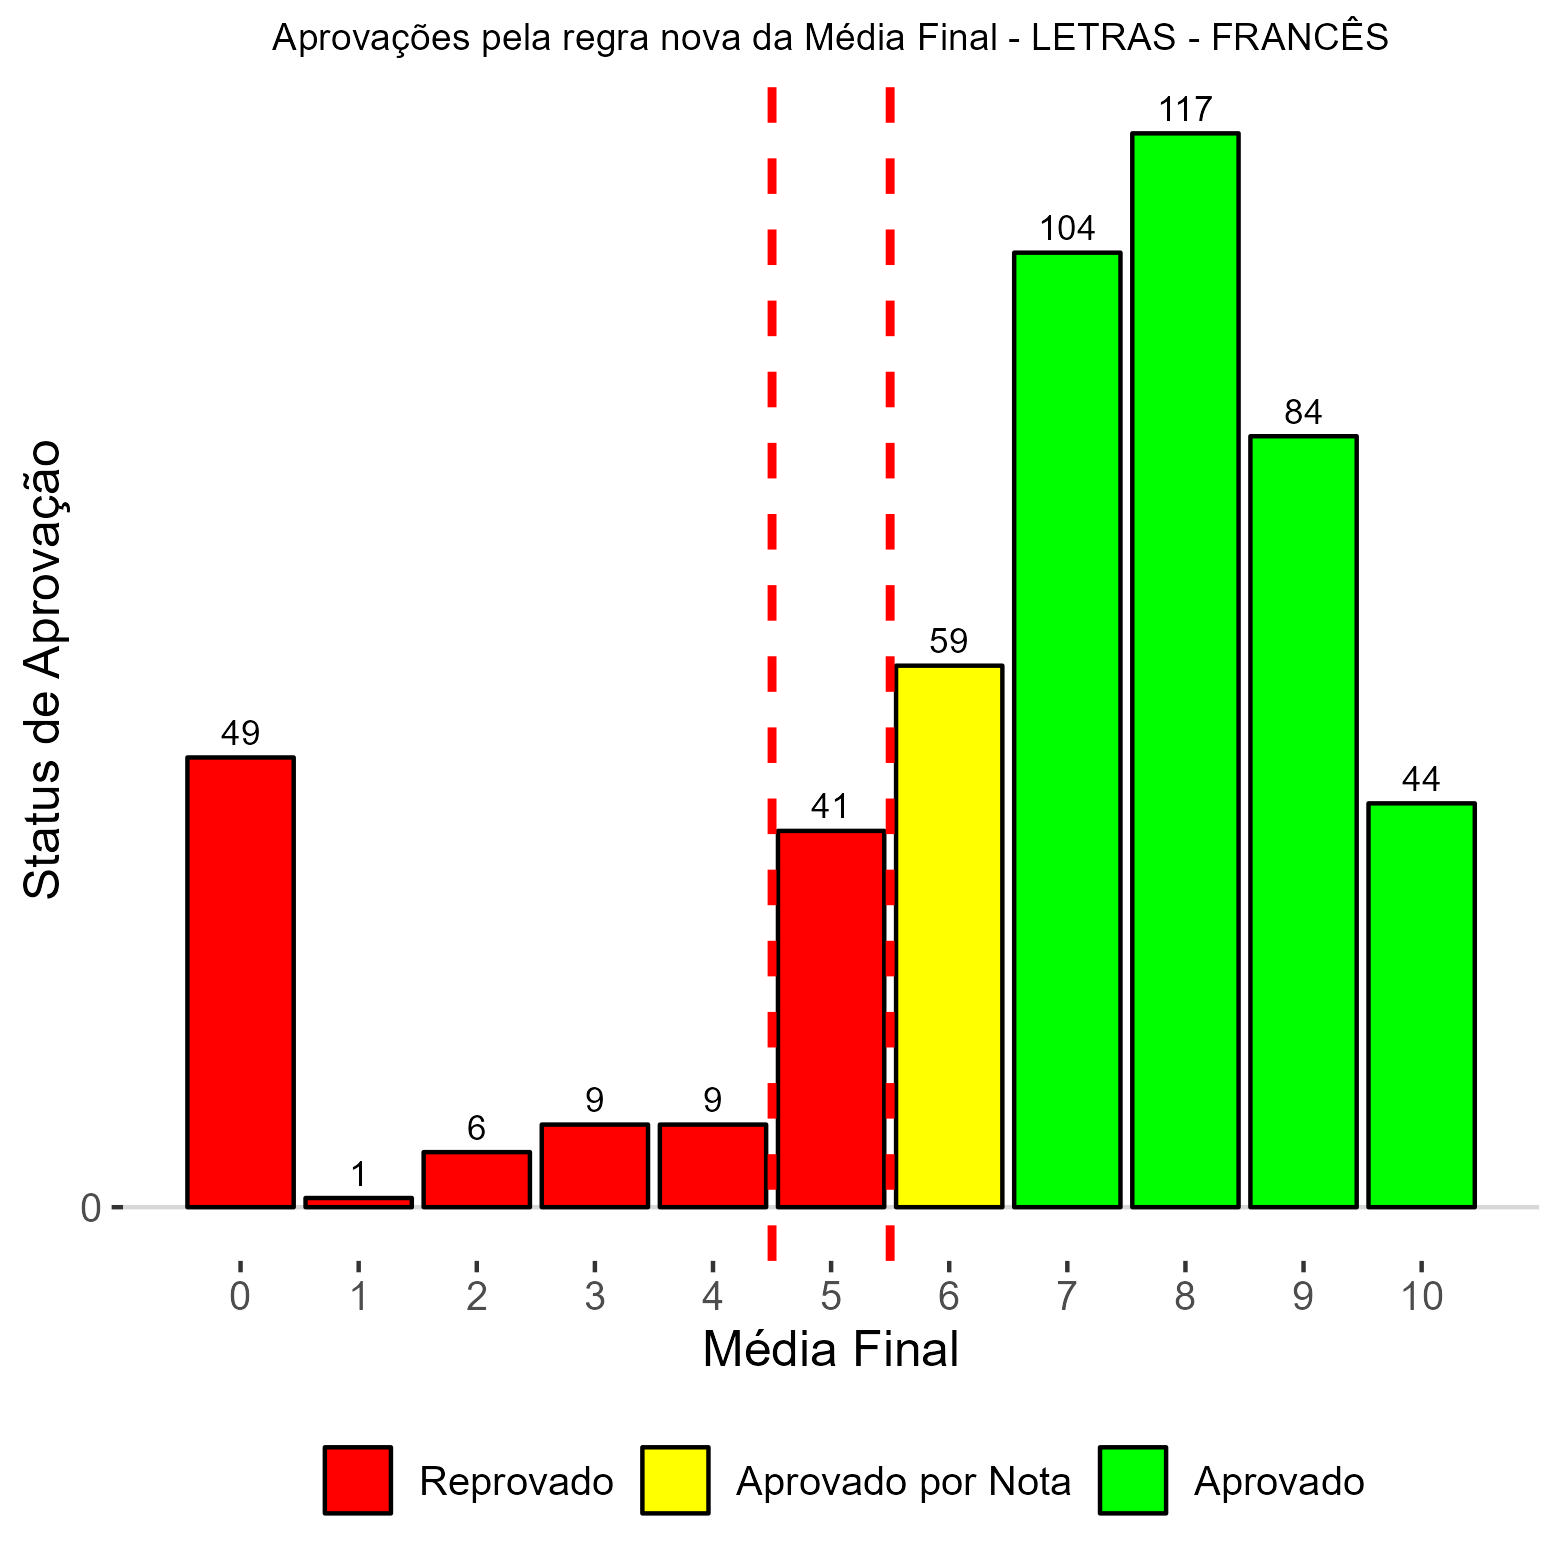 Aprovações pela regra nova da Média Final - LETRAS - FRANCÊS
117
104
84
59
49
44
41
9 9
6
1
Status de Aprovação
0
0 1 2 3 4 5 6 7 8 9 10
Média Final
Reprovado Aprovado por Nota Aprovado